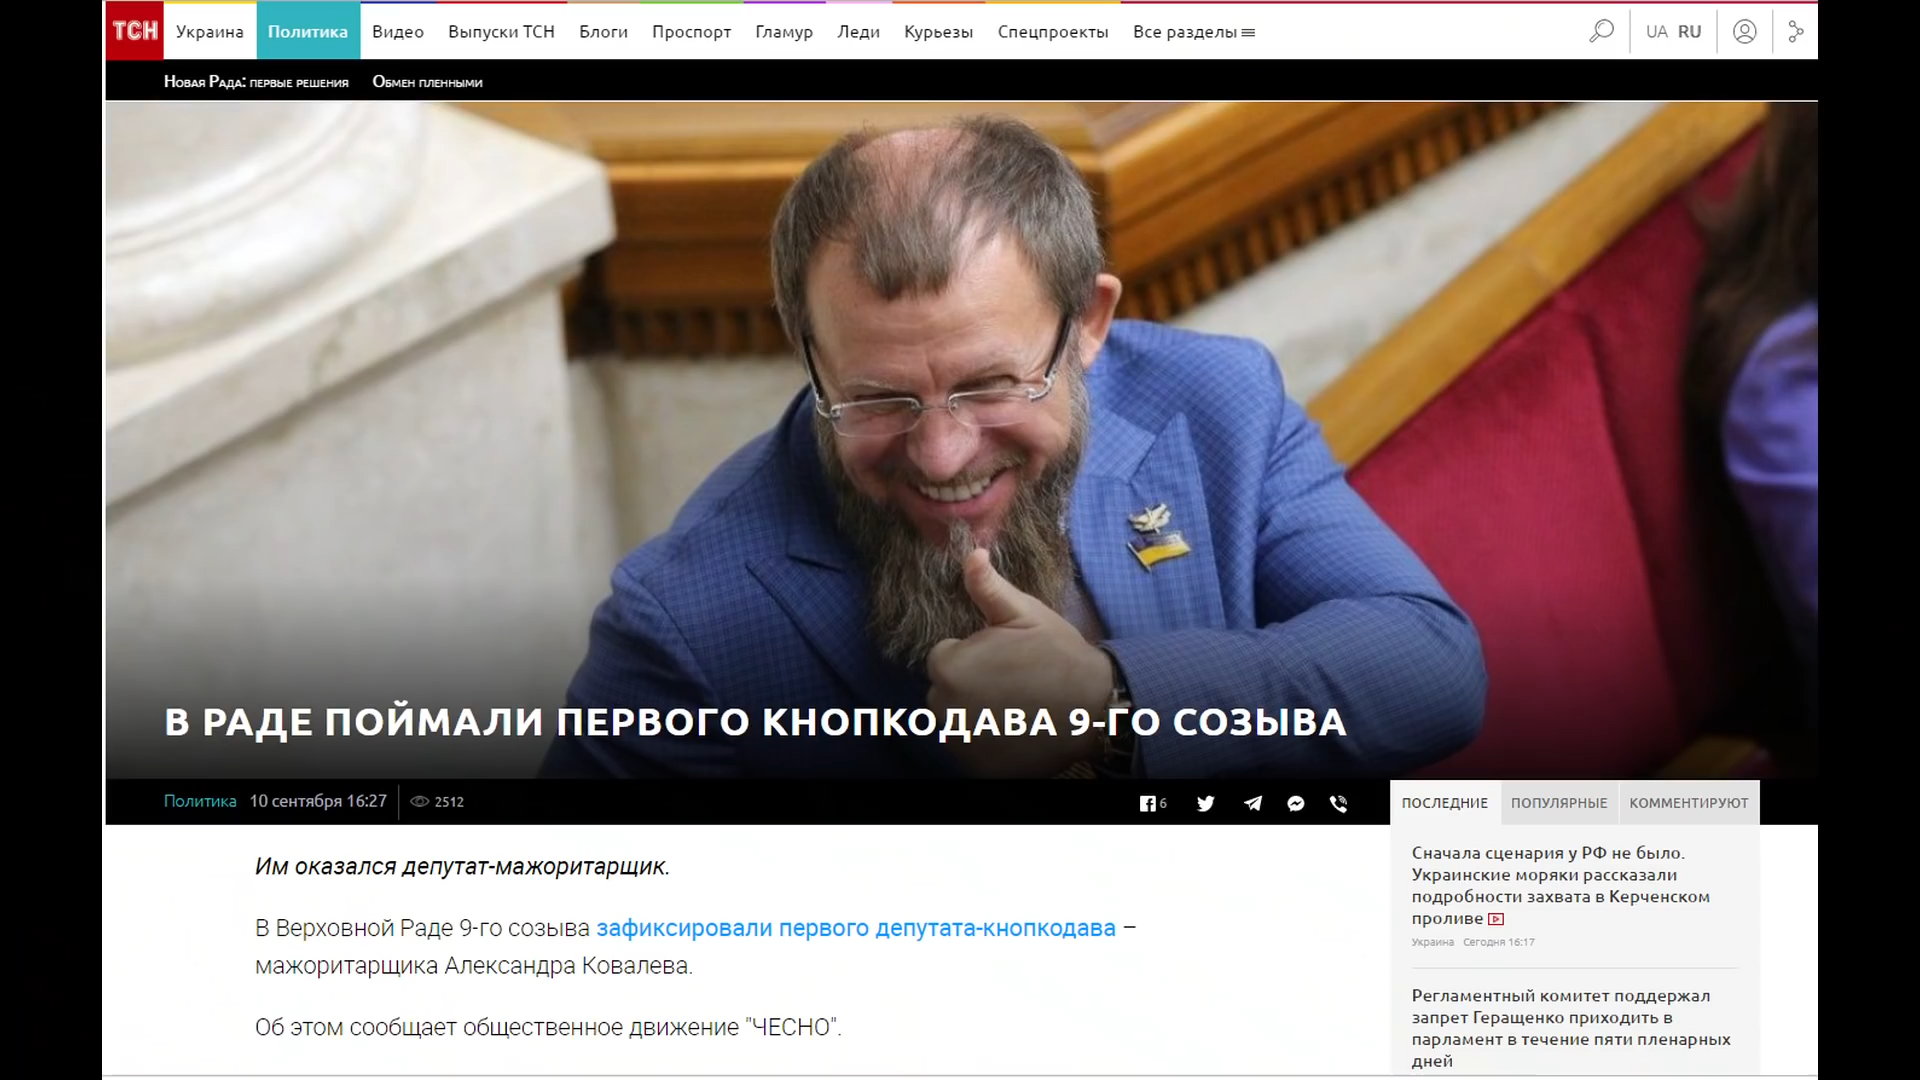 ТСН Украина Политика Видео Выпуски ТСН Блоги Проспорт Гламур Леди Курьезы Спецпроекты Все разделы UA RU
Новая Рада: первые решения Обмен пленными
В РАДЕ ПОЙМАЛИ ПЕРВОГО КНОПКОДАВА 9-ГО СОЗЫВА
Политика 10 сентября 16:27 2512 6
Им оказался депутат-мажоритарщик.
В Верховной Раде 9-го созыва зафиксировали первого депутата-кнопкодава –
мажоритарщика Александра Ковалева.
Об этом сообщает общественное движение "ЧЕСНО".
ПОСЛЕДНИЕ ПОПУЛЯРНЫЕ КОММЕНТИРУЮТ
Сначала сценария у РФ не было.
Украинские моряки рассказали
подробности захвата в Керченском
проливе
Украина Сегодня 16:17
Регламентный комитет поддержал
запрет Геращенко приходить в
парламент в течение пяти пленарных
дней